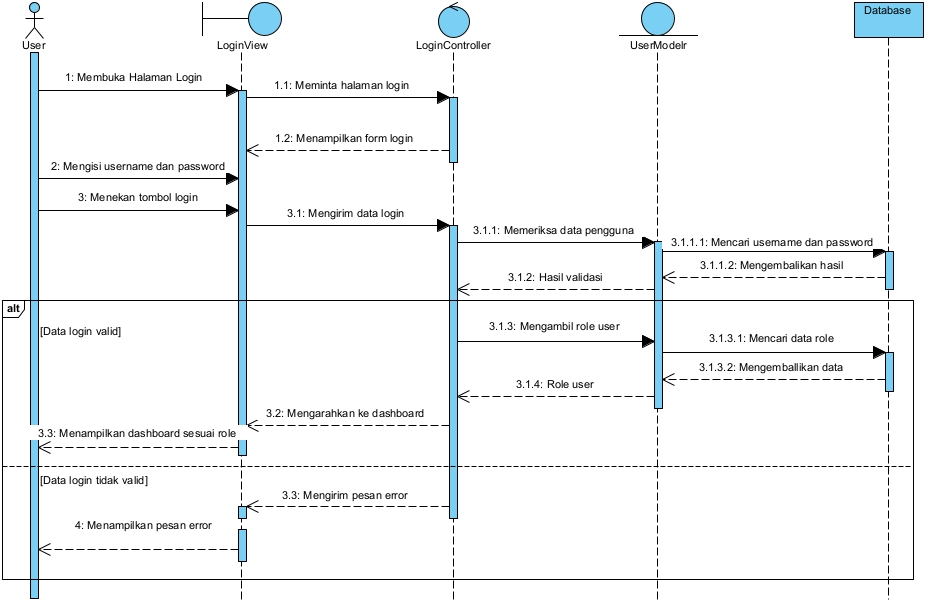 User
LoginView
LoginController
UserModelr
Database
1: Membuka Halaman Login
1.1: Meminta halaman login
1.2: Menampilkan form login
2: Mengisi username dan password
3: Menekan tombol login
3.1: Mengirim data login
3.1.1: Memeriksa data pengguna
3.1.1.1: Mencari username dan password
3.1.1.2: Mengembalikan hasil
3.1.2: Hasil validasi
alt
[Data login valid]
3.1.3: Mengambil role user
3.1.3.1: Mencari data role
3.1.3.2: Mengemballikan data
3.1.4: Role user
3.2: Mengarahkan ke dashboard
3.3: Menampilkan dashboard sesuai role
[Data login tidak valid]
3.3: Mengirim pesan error
4: Menampilkan pesan error